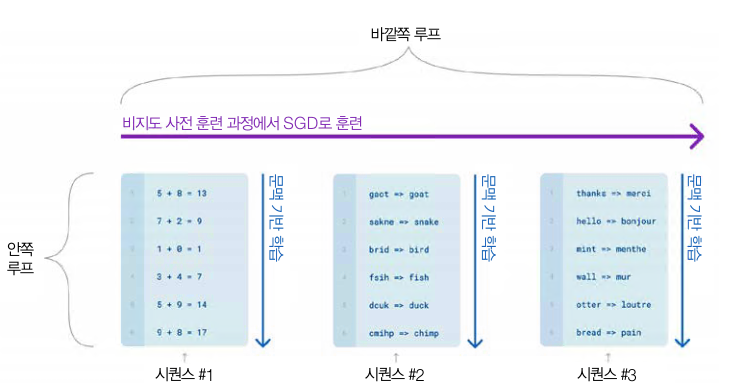 바깥쪽 루프
비지도 사전 훈련 과정에서 SGD로 훈련
안쪽
루프
5 + 8 = 13
7 + 2 = 9
1 + 0 = 1
3 + 4 = 7
5 + 9 = 14
9 + 8 = 17
문맥 기반 학습
시퀀스 #1
gaot => goat
sakne => snake
brid => bird
fsih => fish
dcuk => duck
cmihp => chimp
문맥 기반 학습
시퀀스 #2
thanks => merci
hello => bonjour
mint => menthe
wall => mur
otter => loutre
bread => pain
문맥 기반 학습
시퀀스 #3